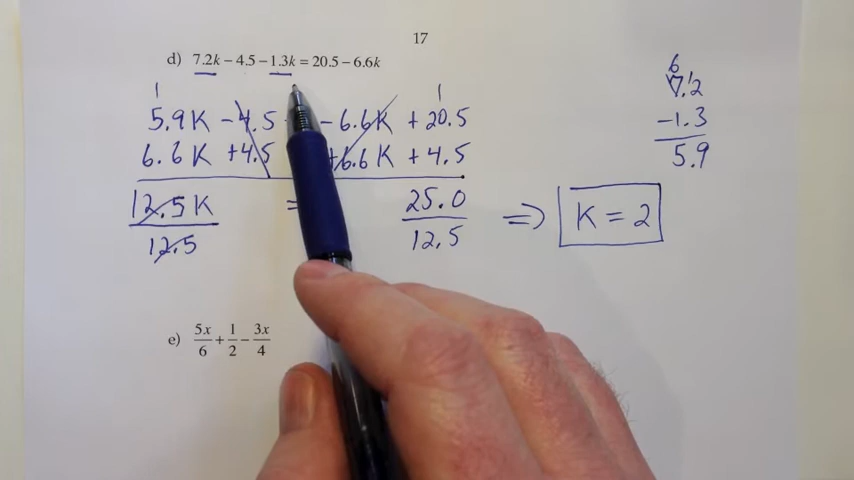 17
d) 7.2k − 4.5 − 1.3k = 20.5 − 6.6k
6
7.2
−1.3
5.9
1 1
5.9K − 4.5 − 6.6K + 20.5
6.6K + 4.5 +6.6K + 4.5
12.5K = 25.0
12.5 12.5
⇒ K = 2
e) 5x/6 + 1/2 − 3x/4